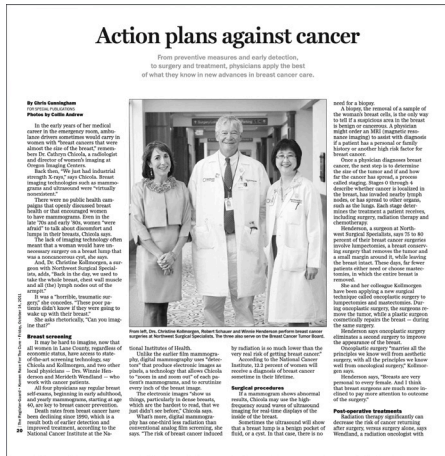 Action plans against cancer
From preventive measures and early detection,
to surgery and treatment, physicians apply the best
of what they know in new advances in breast cancer care.
By Chris Cunningham
FOR SPECIAL PUBLICATIONS
Photos by Collin Andrew
In the early years of her medical
career in the emergency room, ambu-
lance drivers sometimes would carry in
women with "breast cancers that were
almost the size of the breast," remem-
bers Dr. Cathryn Chicola, a radiologist
and director of women's imaging at
Oregon Imaging Centers.
Back then, "We just had industrial
strength X-rays," says Chicola. Breast
imaging technologies such as mammo-
grams and ultrasound were "virtually
nonexistent."
There were no public health cam-
paigns that openly discussed breast
health or that encouraged women
to have mammograms. Even in the
late '70s and early '80s, women "were
afraid" to talk about discomfort and
lumps in their breasts, Chicola says.
The lack of imaging technology often
meant that a woman would have un-
necessary surgery on a breast lump that
was a noncancerous cyst, she says.
And, Dr. Christine Kollmorgen, a sur-
geon with Northwest Surgical Special-
ists, adds, "Back in the day, we used to
take the whole breast, chest wall muscle
and all (the) lymph nodes out of the
armpit."
It was a "horrible, traumatic sur-
gery," she concedes. "These poor pa-
tients didn't know if they were going to
wake up with their breast."
She asks rhetorically, "Can you imag-
ine that?"
Breast screening
It may be hard to imagine, now that
all women in Lane County, regardless of
economic status, have access to state-
of-the-art screening technology, say
Chicola and Kollmorgen, and two other
local physicians — Drs. Winnie Hen-
derson and Merideth Wendland — who
work with cancer patients.
All four physicians say regular breast
self-exams, beginning in early adulthood,
and yearly mammograms, starting at age
40, are key to breast cancer prevention.
Death rates from breast cancer have
been declining since 1990, which is a
result both of earlier detection and
improved treatment, according to the
National Cancer Institute at the Na-
From left, Drs. Christine Kollmorgen, Robert Schauer and Winnie Henderson perform breast cancer
surgeries at Northwest Surgical Specialists. The three also serve on the Breast Cancer Tumor Board.
tional Institutes of Health.
Unlike the earlier film mammogra-
phy, digital mammography uses "detec-
tors" that produce electronic images as
pixels, a technology that allows Chicola
to "zoom in and zoom out" of each pa-
tient's mammograms, and to scrutinize
every inch of the breast image.
The electronic images "show us
things, particularly in dense breasts,
which are the hardest to read, that we
just didn't see before," Chicola says.
What's more, digital mammogra-
phy has one-third less radiation than
conventional analog film screening, she
says. "The risk of breast cancer induced
by radiation is so much lower than the
very real risk of getting breast cancer."
According to the National Cancer
Institute, 12.2 percent of women will
receive a diagnosis of breast cancer
sometime in their lifetime.
Surgical procedures
If a mammogram shows abnormal
results, Chicola may use the high-
frequency sound waves of ultrasound
imaging for real-time displays of the
inside of the breast.
Sometimes the ultrasound will show
that a breast lump is a benign pocket of
fluid, or a cyst. In that case, there is no
need for a biopsy.
A biopsy, the removal of a sample of
the woman's breast cells, is the only way
to tell if a suspicious area in the breast
is benign or cancerous. A physician
might order an MRI (magnetic reso-
nance imaging) to assist with diagnosis
if a patient has a personal or family
history or another high risk factor for
breast cancer.
Once a physician diagnoses breast
cancer, the next step is to determine
the size of the tumor and if and how
far the cancer has spread, a process
called staging. Stages 0 through 4
describe whether cancer is localized in
the breast, has invaded nearby lymph
nodes, or has spread to other organs,
such as the lungs. Each stage deter-
mines the treatment a patient receives,
including surgery, radiation therapy and
chemotherapy.
Henderson, a surgeon at North-
west Surgical Specialists, says 75 to 80
percent of their breast cancer surgeries
involve lumpectomies, a breast conserv-
ing surgery that removes the tumor and
a small margin around it, while leaving
the breast intact. These days, far fewer
patients either need or choose mastec-
tomies, in which the entire breast is
removed.
She and her colleague Kollmorgen
have been applying a new surgical
technique called oncoplastic surgery to
lumpectomies and mastectomies. Dur-
ing oncoplastic surgery, the surgeons re-
move the tumor, while a plastic surgeon
cosmetically repairs the breast — during
the same surgery.
Henderson says oncoplastic surgery
eliminates a second surgery to improve
the appearance of the breast.
Oncoplastic surgery "marries all the
principles we know well from aesthetic
surgery, with all the principles we know
well from oncological surgery," Kollmor-
gen says.
Henderson says, "Breasts are very
personal to every female. And I think
that breast surgeons are much more in-
clined to pay more attention to outcome
of the surgery."
Post-operative treatments
Radiation therapy significantly can
decrease the risk of cancer returning
after surgery, versus surgery alone, says
Wendland, a radiation oncologist with
20 The Register-Guard • Komen Race For the Cure • Friday, October 14, 2011